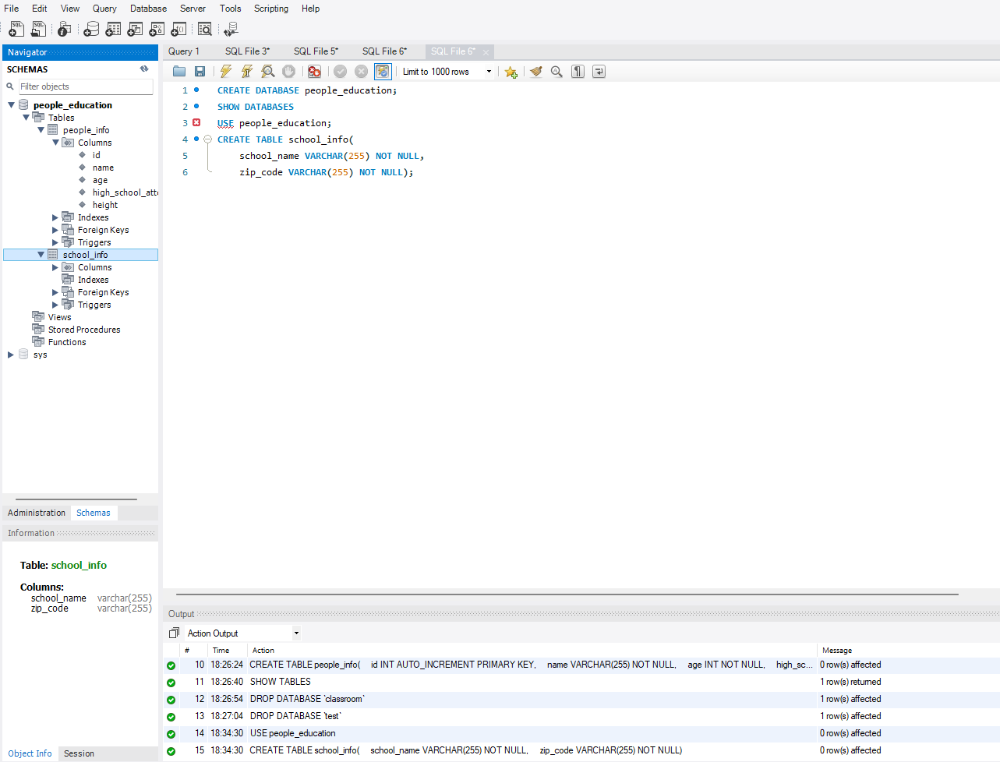 File Edit View Query Database Server Tools Scripting Help
Navigator
SCHEMAS
Filter objects
people_education
Tables
people_info
Columns
id
name
age
high_school_atte
height
Indexes
Foreign Keys
Triggers
school_info
Columns
Indexes
Foreign Keys
Triggers
Views
Stored Procedures
Functions
sys
Administration Schemas
Information
Table: school_info
Columns:
school_name varchar(255)
zip_code varchar(255)
Object Info Session
Query 1 SQL File 3* SQL File 5* SQL File 6* SQL File 6*
Limit to 1000 rows
1 CREATE DATABASE people_education;
2 SHOW DATABASES
3 USE people_education;
4 CREATE TABLE school_info(
5 school_name VARCHAR(255) NOT NULL,
6 zip_code VARCHAR(255) NOT NULL);
Output
Action Output
# Time Action Message
10 18:26:24 CREATE TABLE people_info( id INT AUTO_INCREMENT PRIMARY KEY, name VARCHAR(255) NOT NULL, age INT NOT NULL, high_sc... 0 row(s) affected
11 18:26:40 SHOW TABLES 1 row(s) returned
12 18:26:54 DROP DATABASE `classroom` 1 row(s) affected
13 18:27:04 DROP DATABASE `test` 1 row(s) affected
14 18:34:30 USE people_education 0 row(s) affected
15 18:34:30 CREATE TABLE school_info( school_name VARCHAR(255) NOT NULL, zip_code VARCHAR(255) NOT NULL) 0 row(s) affected